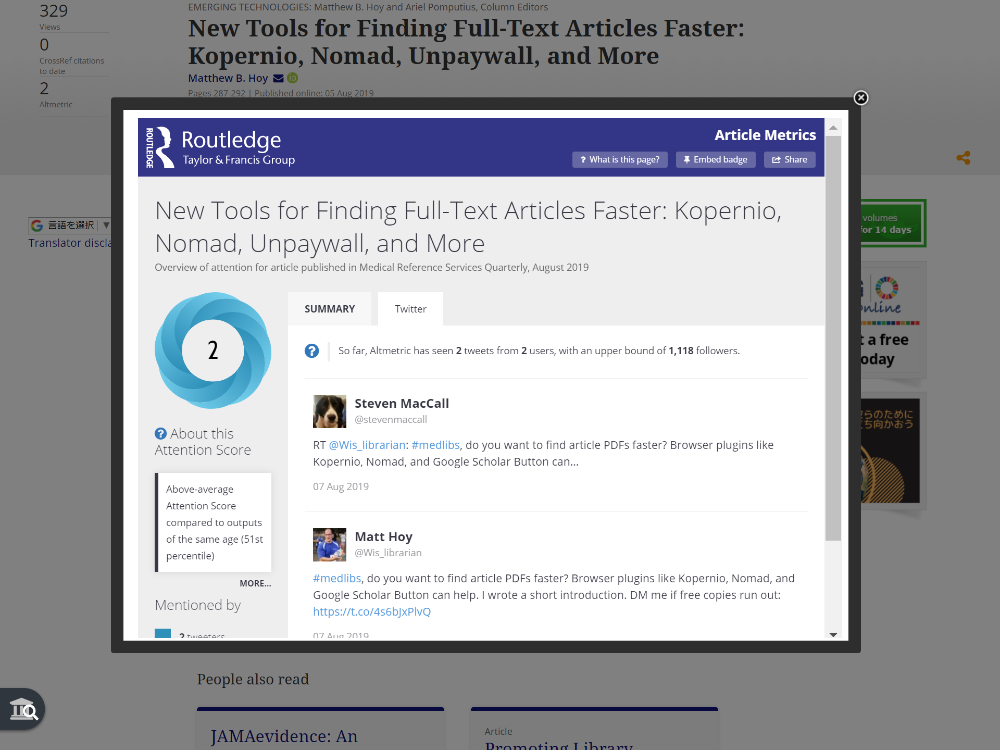 329
Views
0
CrossRef citations
to date
2
Altmetric
EMERGING TECHNOLOGIES: Matthew B. Hoy and Ariel Pomputius, Column Editors
New Tools for Finding Full-Text Articles Faster:
Kopernio, Nomad, Unpaywall, and More
Matthew B. Hoy
iD
Pages 287-292 | Published online: 05 Aug 2019
言語を選択
Translator discla
ROUTLEDGE
Routledge
Taylor & Francis Group
Article Metrics
? What is this page?
Embed badge
Share
New Tools for Finding Full-Text Articles Faster: Kopernio,
Nomad, Unpaywall, and More
Overview of attention for article published in Medical Reference Services Quarterly, August 2019
2
SUMMARY
Twitter
? So far, Altmetric has seen 2 tweets from 2 users, with an upper bound of 1,118 followers.
Steven MacCall
@stevenmaccall
RT @Wis_librarian: #medlibs, do you want to find article PDFs faster? Browser plugins like
Kopernio, Nomad, and Google Scholar Button can...
07 Aug 2019
Matt Hoy
@Wis_librarian
#medlibs, do you want to find article PDFs faster? Browser plugins like Kopernio, Nomad, and
Google Scholar Button can help. I wrote a short introduction. DM me if free copies run out:
https://t.co/4s6bJxPlvQ
07 Aug 2019
? About this
Attention Score
Above-average
Attention Score
compared to outputs
of the same age (51st
percentile)
MORE...
Mentioned by
2 tweeters
volumes
for 14 days
nline
t a free
oday
らのために
ち向かおう
People also read
JAMAevidence: An
Article
Promoting Library